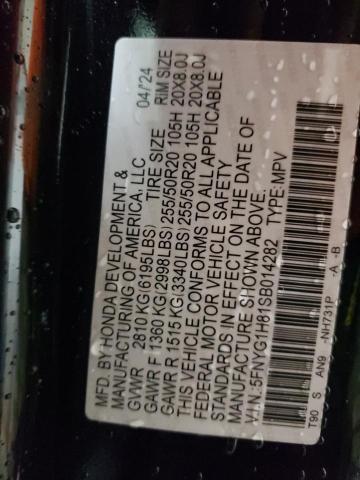 MFD. BY HONDA DEVELOPMENT & 04/24
MANUFACTURING OF AMERICA, LLC
GVWR 2810 KG(6195LBS) TIRE SIZE RIM SIZE
GAWR F 1360 KG(2998LBS) 255/50R20 105H 20X8.0J
GAWR R 1515 KG(3340LBS) 255/50R20 105H 20X8.0J
THIS VEHICLE CONFORMS TO ALL APPLICABLE
FEDERAL MOTOR VEHICLE SAFETY
STANDARDS IN EFFECT ON THE DATE OF
MANUFACTURE SHOWN ABOVE.
V.I.N.:5FNYG1H81SB014282 TYPE:MPV
T90 S AN9 -NH731P -A -B